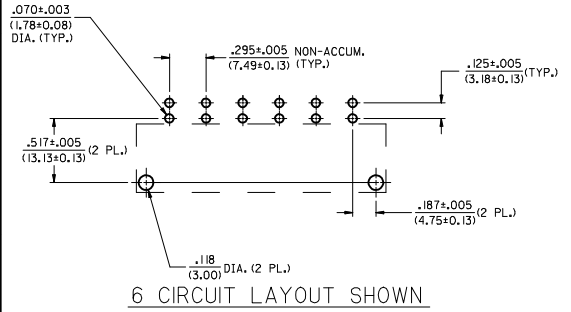 .070±.003
(1.78±0.08)
DIA. (TYP.)
.295±.005 NON-ACCUM.
(7.49±0.13) (TYP.)
.125±.005 (TYP.)
(3.18±0.13)
.517±.005 (2 PL.)
(13.13±0.13)
.187±.005 (2 PL.)
(4.75±0.13)
.118 DIA. (2 PL.)
(3.00)
6 CIRCUIT LAYOUT SHOWN